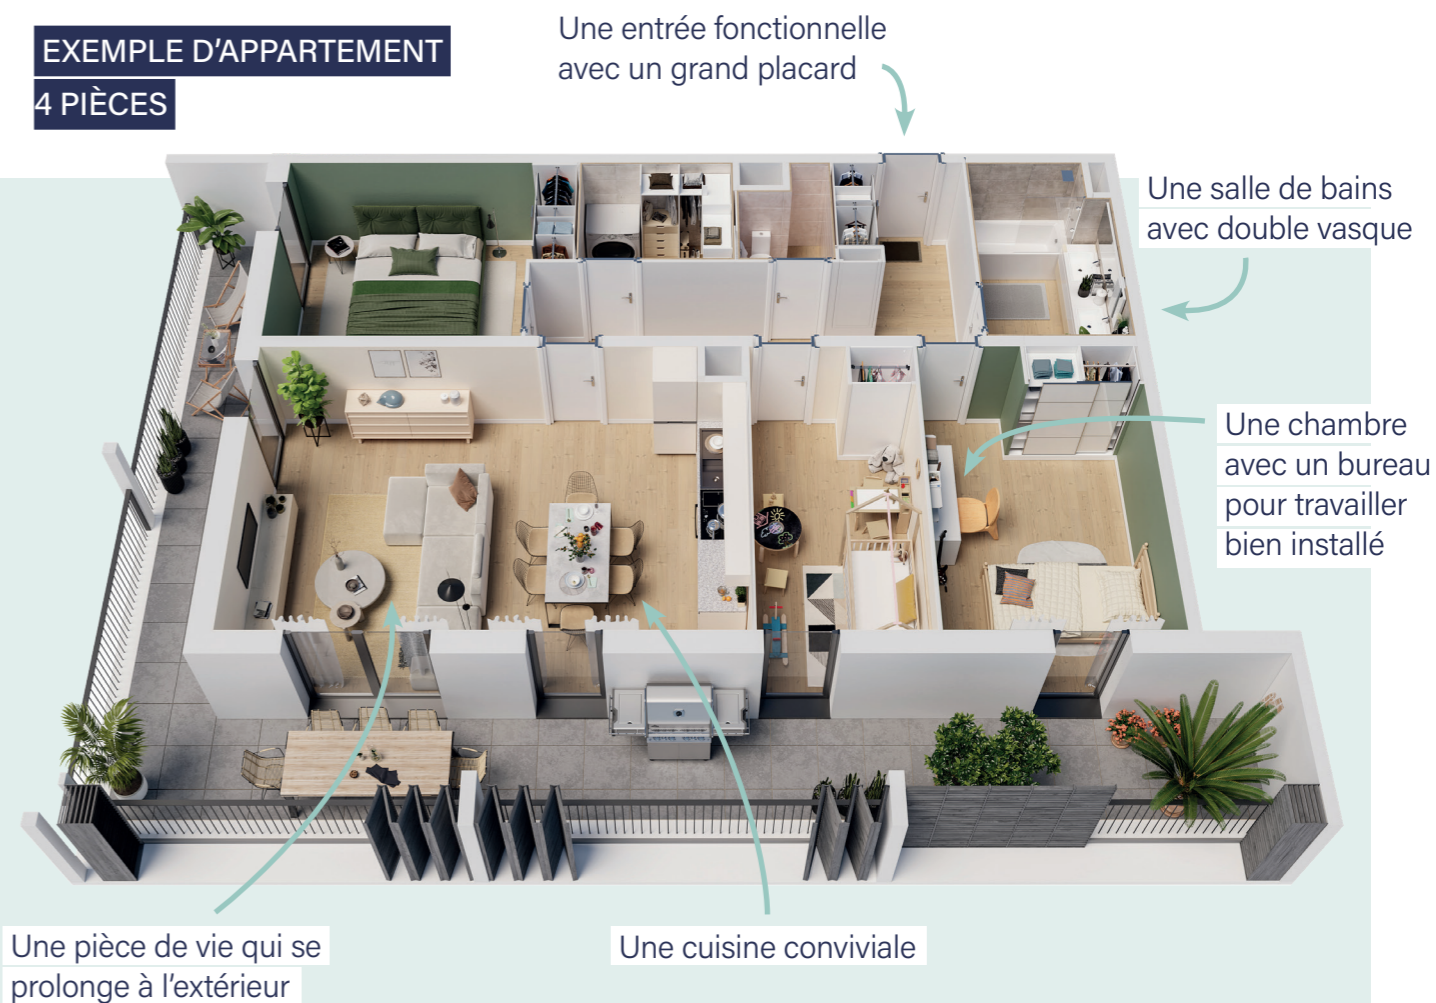 EXEMPLE D'APPARTEMENT
4 PIÈCES
Une entrée fonctionnelle
avec un grand placard
Une salle de bains
avec double vasque
Une chambre
avec un bureau
pour travailler
bien installé
Une pièce de vie qui se
prolonge à l'extérieur
Une cuisine conviviale